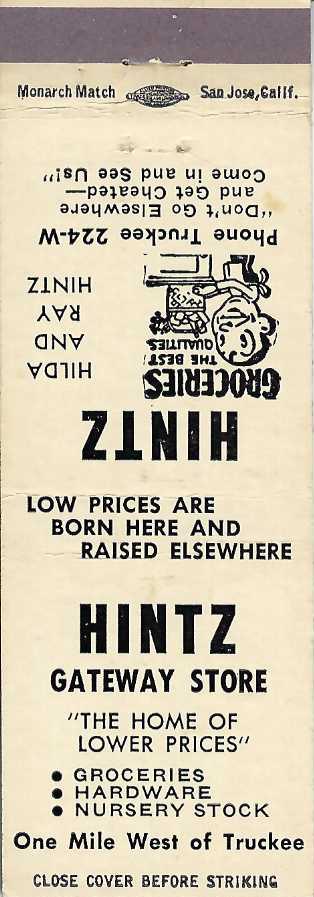 Monarch Match San Jose, Calif.
HINTZ
GROCERIES
THE BEST
QUALITIES
HILDA
AND
RAY
HINTZ
Phone Truckee 224-W
"Don't Go Elsewhere
and Get Cheated—
Come in and See Us!"
LOW PRICES ARE
BORN HERE AND
RAISED ELSEWHERE
HINTZ
GATEWAY STORE
"THE HOME OF
LOWER PRICES"
• GROCERIES
• HARDWARE
• NURSERY STOCK
One Mile West of Truckee
CLOSE COVER BEFORE STRIKING